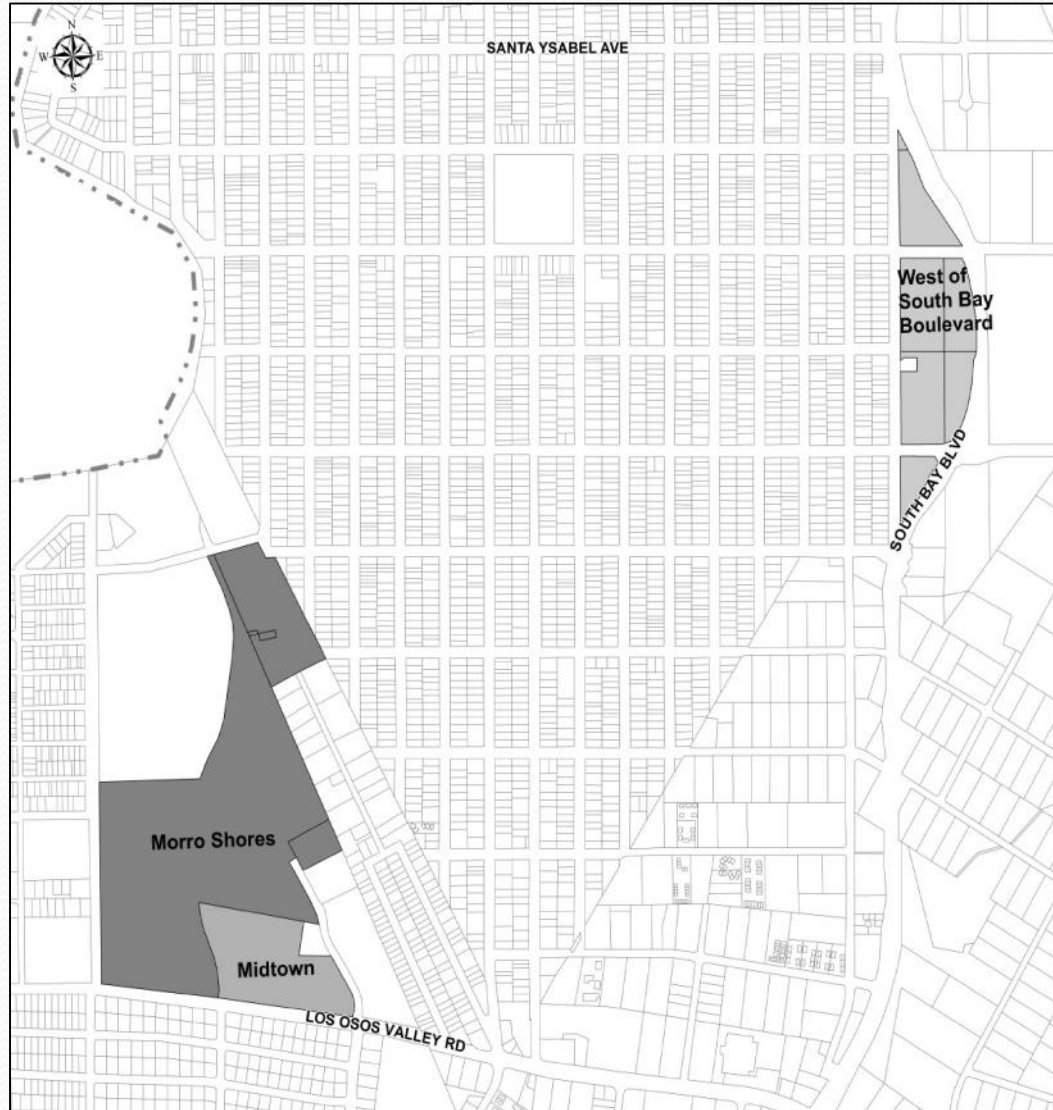 N
W E
S
SANTA YSABEL AVE
West of
South Bay
Boulevard
SOUTH BAY BLVD
Morro Shores
Midtown
LOS OSOS VALLEY RD